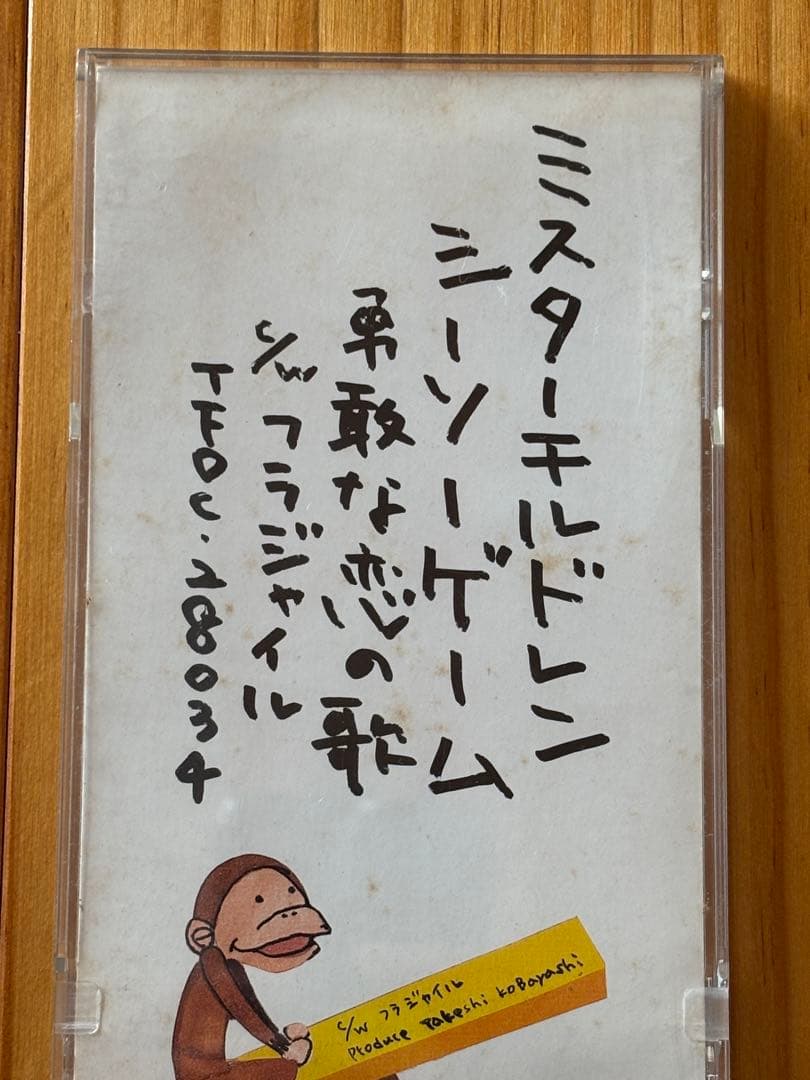 ミスターチルドレン
シーソーゲーム
勇敢な恋の歌
c/w フラジャイル
TFDC・28034
c/w フラジャイル
Produce Takeshi Kobayashi